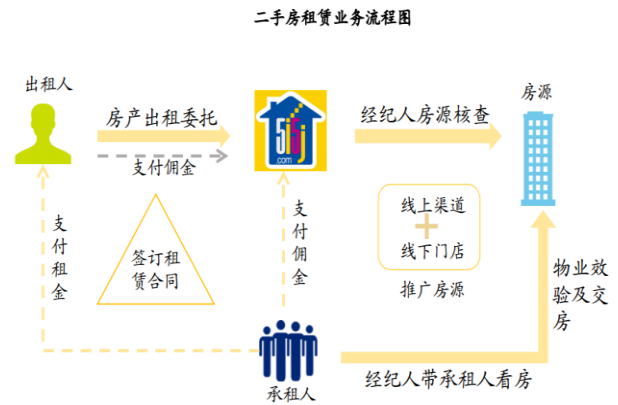 二手房租赁业务流程图
出租人
房产出租委托
支付佣金
5i5j
.com
经纪人房源核查
房源
支付租金
签订租
赁合同
支付佣金
线上渠道
线下门店
推广房源
物业效
验及交
房
承租人
经纪人带承租人看房